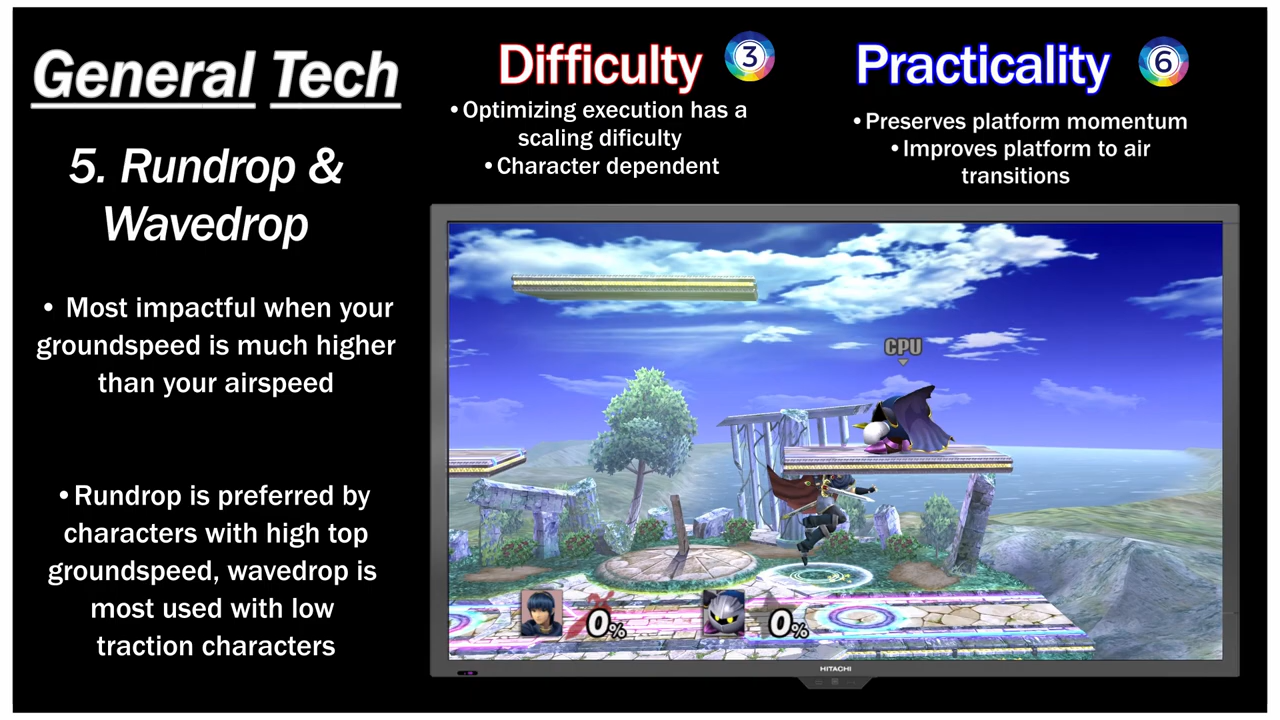 General Tech
5. Rundrop &
Wavedrop
• Most impactful when your
groundspeed is much higher
than your airspeed
•Rundrop is preferred by
characters with high top
groundspeed, wavedrop is
most used with low
traction characters
Difficulty 3
•Optimizing execution has a
scaling dificulty
•Character dependent
Practicality 6
•Preserves platform momentum
•Improves platform to air
transitions
CPU
0%
0%
HITACHI